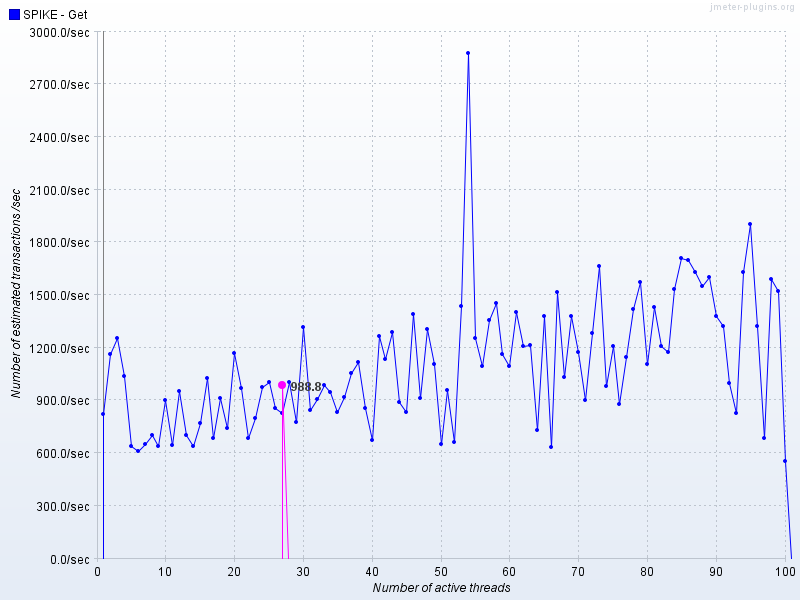 jmeter-plugins.org
SPIKE - Get
3000.0/sec
2700.0/sec
2400.0/sec
2100.0/sec
1800.0/sec
1500.0/sec
1200.0/sec
900.0/sec
600.0/sec
300.0/sec
0.0/sec
Number of estimated transactions /sec
988.8
0 10 20 30 40 50 60 70 80 90 100
Number of active threads